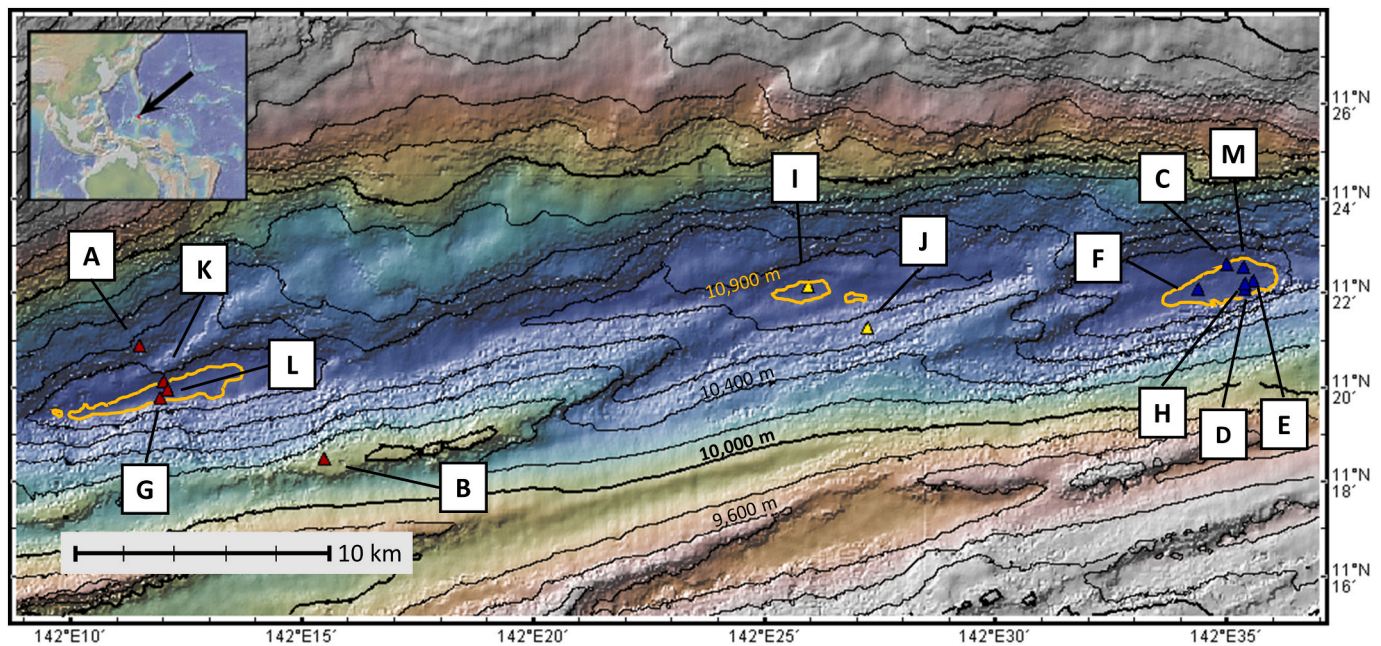 11°N
26´
M
C
I
11°N
24´
A
J
K
F
10,900 m
11°N
22´
L
10,400 m
11°N
20´
H
D
E
10,000 m
G
B
11°N
18´
9,600 m
10 km
11°N
16´
142°E10´
142°E15´
142°E20´
142°E25´
142°E30´
142°E35´